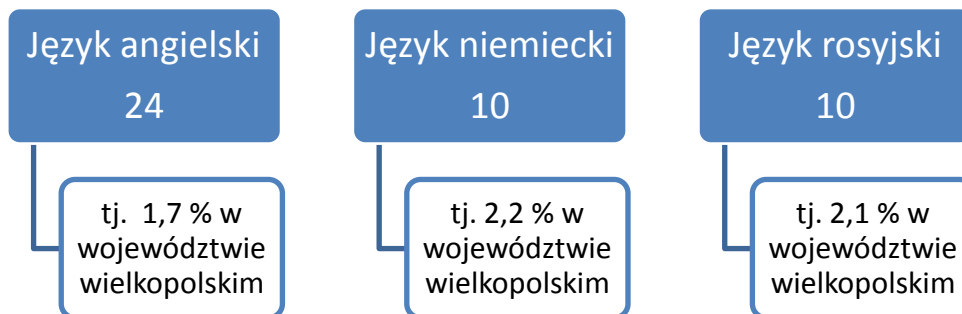 Język angielski
24
tj. 1,7 % w
województwie
wielkopolskim
Język niemiecki
10
tj. 2,2 % w
województwie
wielkopolskim
Język rosyjski
10
tj. 2,1 % w
województwie
wielkopolskim